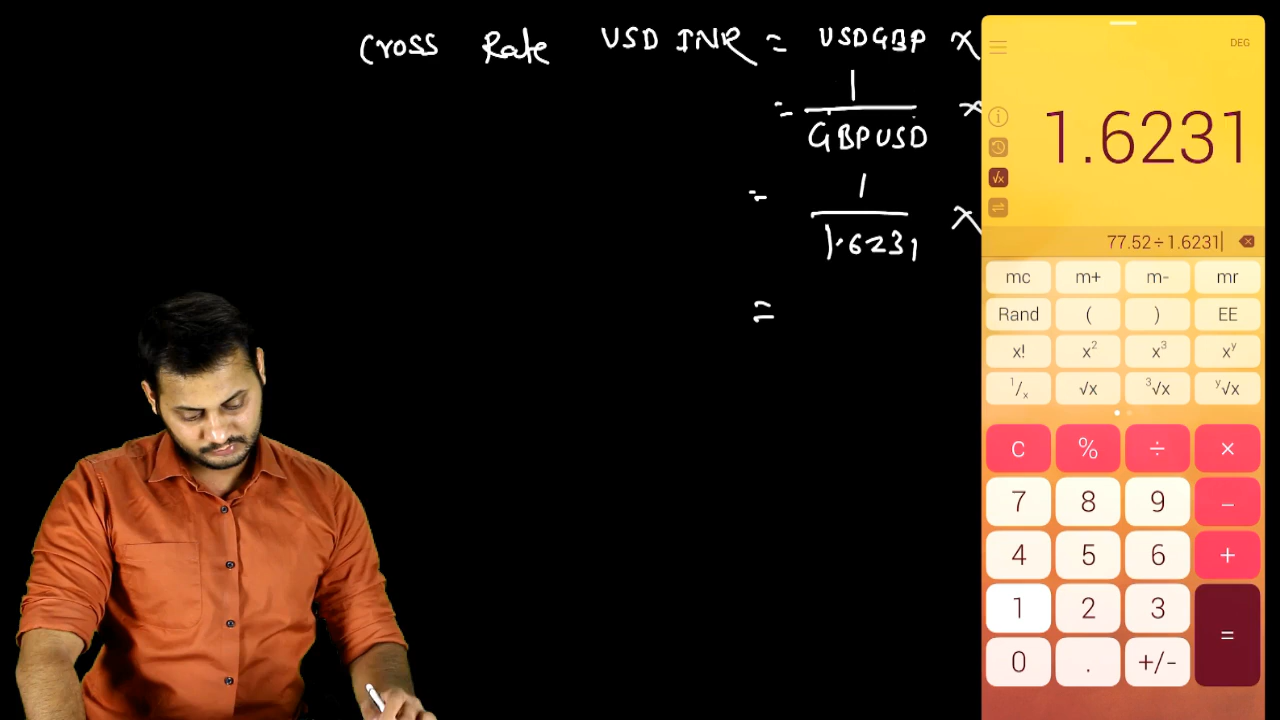 Cross Rate USD INR = USDGBP ×
= 1 / GBPUSD ×
= 1 / 1.6231 ×
=
DEG
1.6231
77.52÷1.6231
mc m+ m- mr
Rand ( ) EE
x! x² x³ xʸ
¹/ₓ √x ³√x ʸ√x
C % ÷ ×
7 8 9 −
4 5 6 +
1 2 3 =
0 . +/-